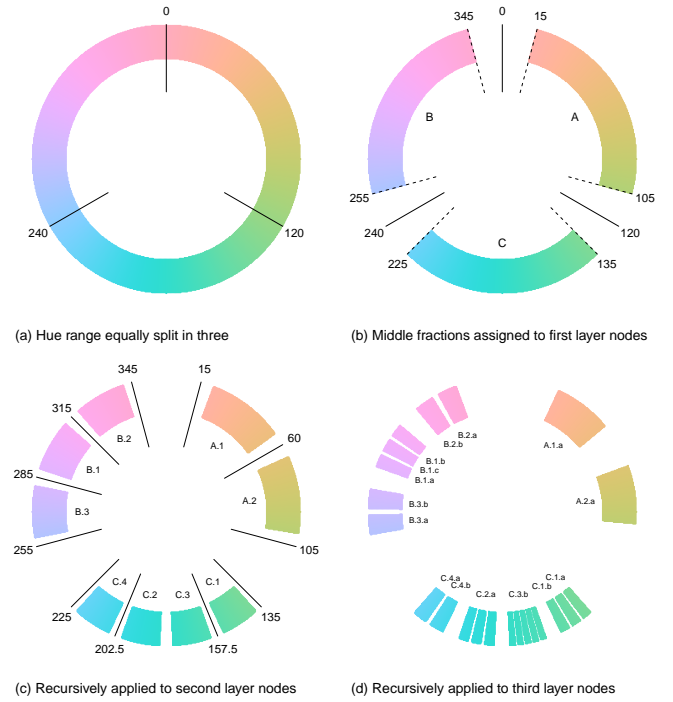 0
240
120
(a) Hue range equally split in three
0
345
15
B
A
255
105
240
120
C
225
135
(b) Middle fractions assigned to first layer nodes
345
15
315
B.2
A.1
60
B.1
285
B.3
A.2
255
105
C.4
C.2
C.3
C.1
225
135
202.5
157.5
(c) Recursively applied to second layer nodes
B.2.a
B.2.b
A.1.a
B.1.b
B.1.c
B.1.a
B.3.b
A.2.a
B.3.a
C.4.a
C.4.b
C.2.a
C.3.b
C.1.b
C.1.a
(d) Recursively applied to third layer nodes